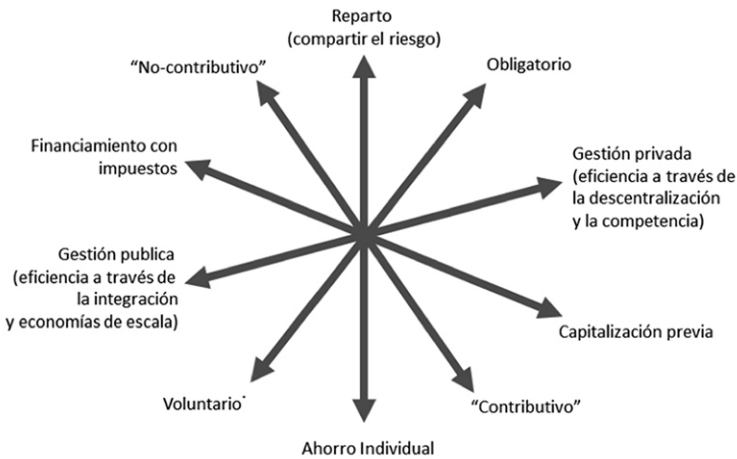 Reparto
(compartir el riesgo)
“No-contributivo”
Obligatorio
Financiamiento con
impuestos
Gestión privada
(eficiencia a través de
la descentralización
y la competencia)
Gestión publica
(eficiencia a través de
la integración
y economías de escala)
Capitalización previa
Voluntario
“Contributivo”
Ahorro Individual